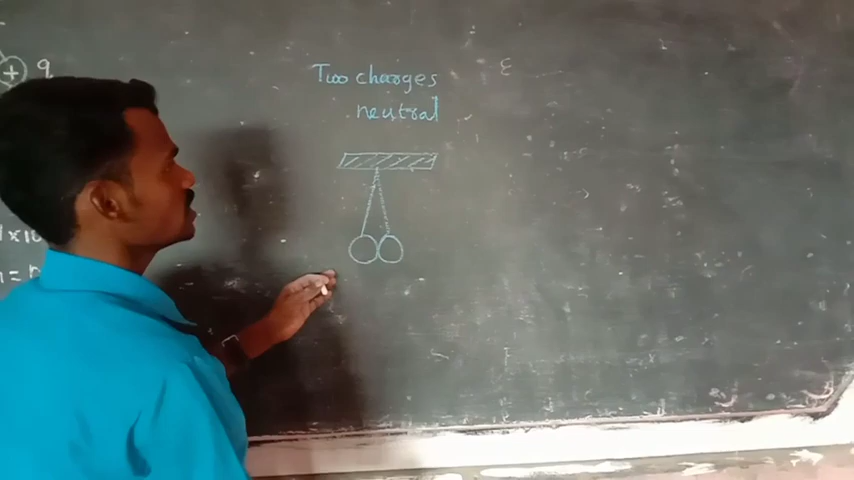 Two charges
neutral
+ q